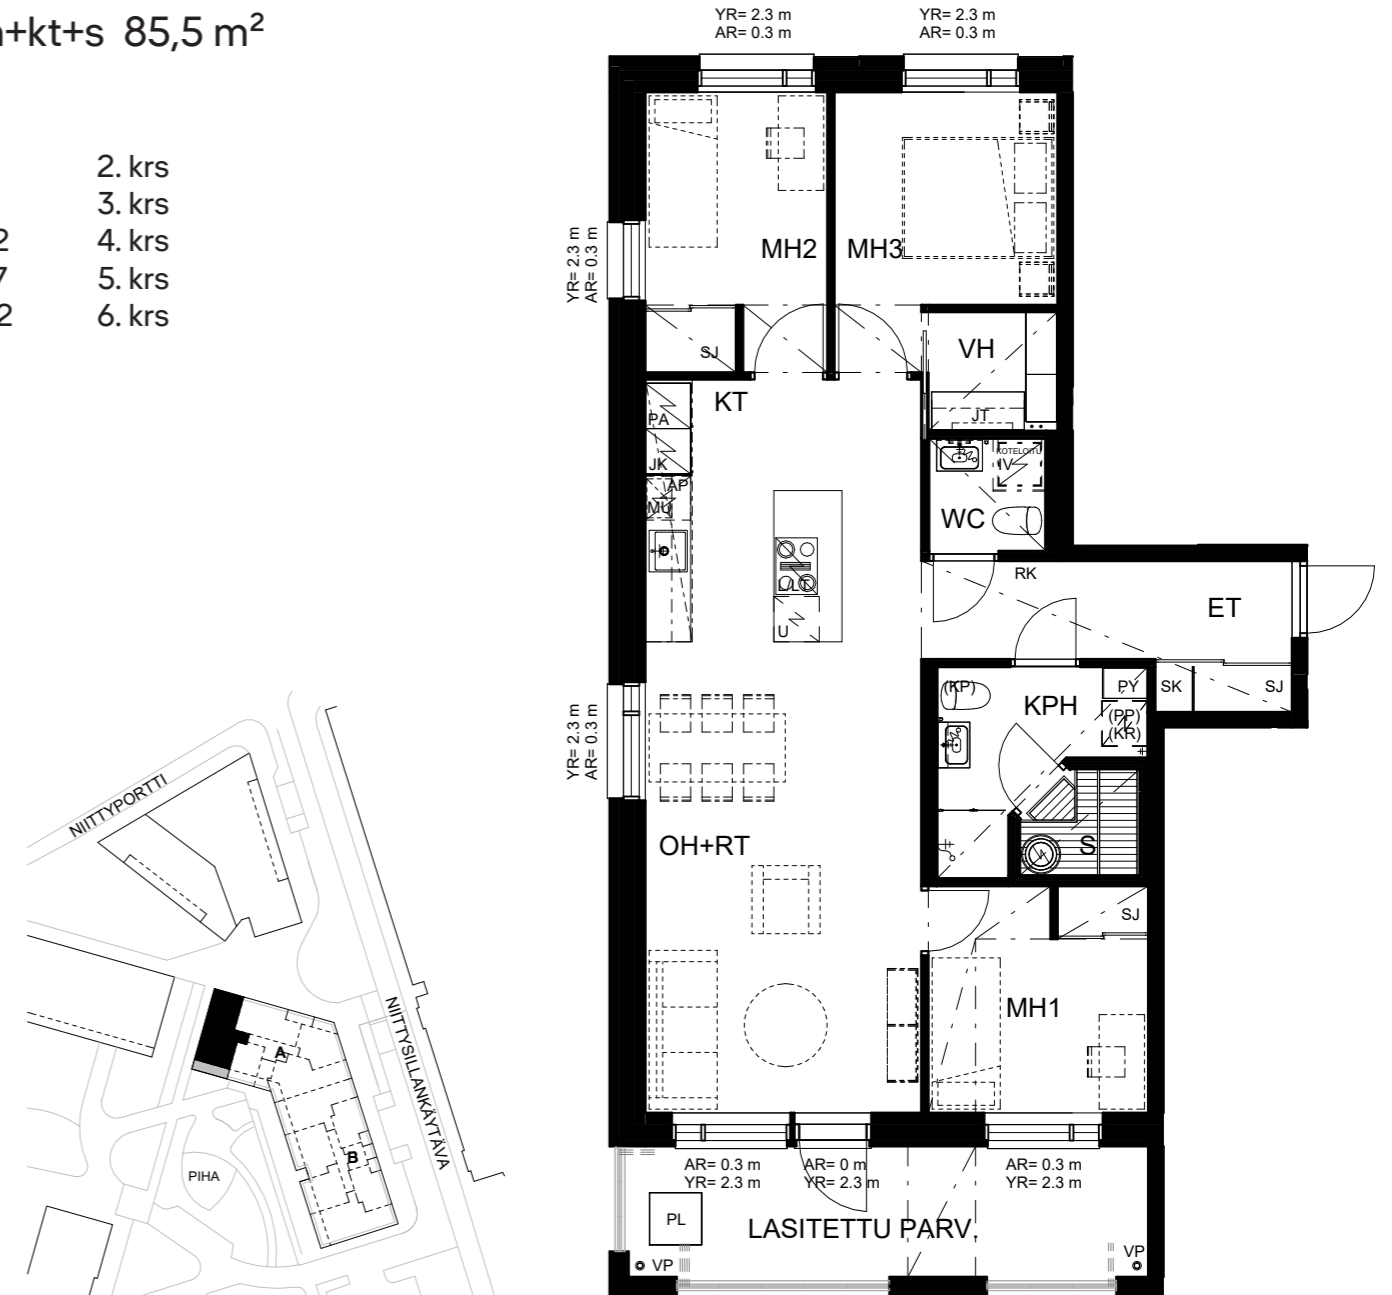 h+kt+s 85,5 m²
2. krs
3. krs
2 4. krs
7 5. krs
2 6. krs
YR= 2.3 m
AR= 0.3 m
YR= 2.3 m
AR= 0.3 m
YR= 2.3 m
AR= 0.3 m
MH2
MH3
SJ
VH
JT
KT
PA
JK
AP
MU
KOTELOITU
IV
WC
L/LT
U
RK
ET
SK
SJ
(KP)
KPH
PY
(PP)
(KR)
YR= 2.3 m
AR= 0.3 m
OH+RT
S
SJ
MH1
AR= 0.3 m
YR= 2.3 m
AR= 0 m
YR= 2.3 m
AR= 0.3 m
YR= 2.3 m
PL
LASITETTU PARV.
VP
VP
NIITTYPORTTI
NIITTYSILLANKÄYTÄVÄ
A
B
PIHA